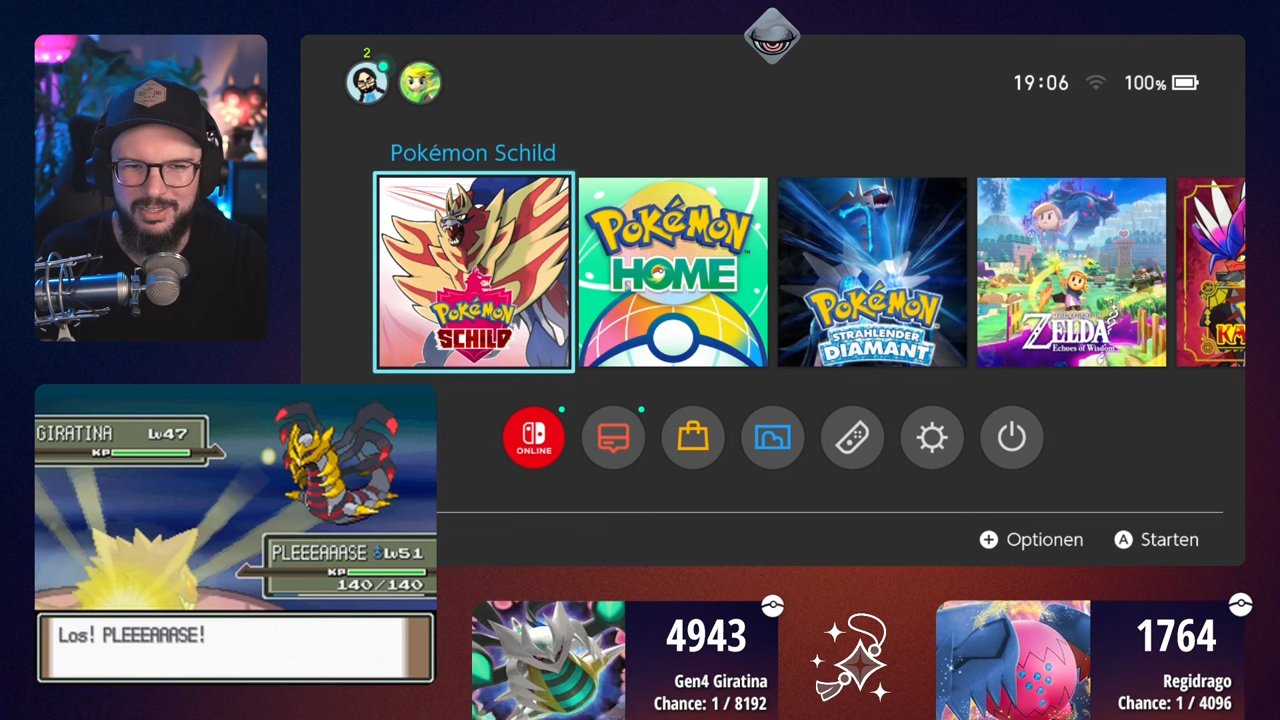 2
19:06
100%
Pokémon Schild
Pokémon
SCHILD
Pokémon
HOME
Pokémon
STRAHLENDER
DIAMANT
ZELDA
Echoes of Wisdom
ONLINE
Optionen
A Starten
GIRATINA Lv47
KP
PLEEEAAASE ♂Lv51
KP
140/140
Los! PLEEEAAASE!
4943
Gen4 Giratina
Chance: 1 / 8192
1764
Regidrago
Chance: 1 / 4096